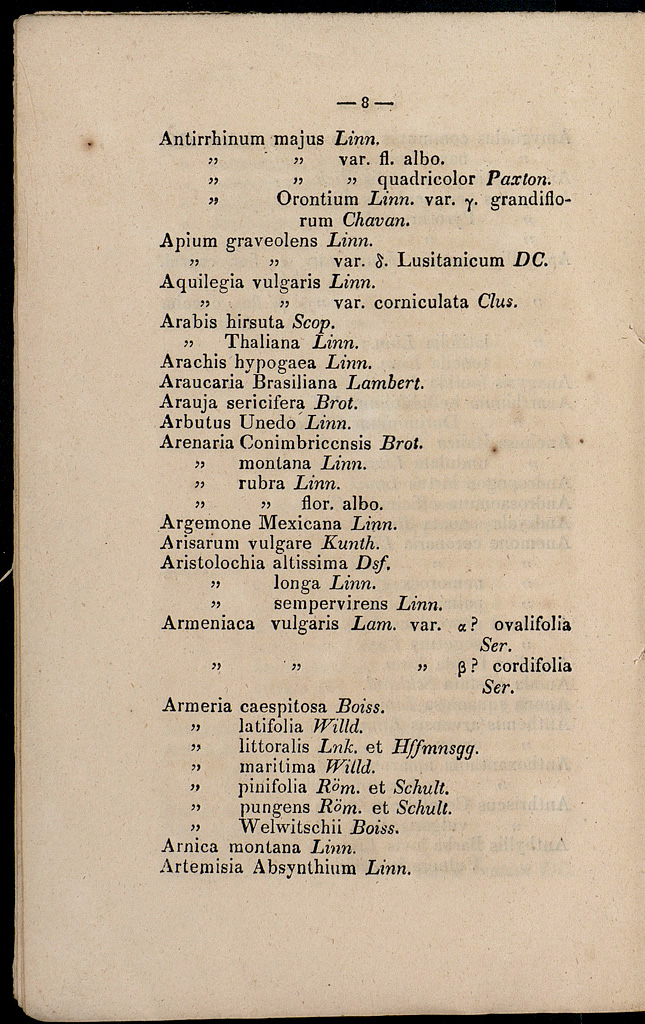 — 8 —
Antirrhinum majus Linn.
„ „ var. fl. albo.
„ „ „ quadricolor Paxton.
„ Orontium Linn. var. γ. grandiflo-
rum Chavan.
Apium graveolens Linn.
„ „ var. δ. Lusitanicum DC.
Aquilegia vulgaris Linn.
„ „ var. corniculata Clus.
Arabis hirsuta Scop.
„ Thaliana Linn.
Arachis hypogaea Linn.
Araucaria Brasiliana Lambert.
Arauja sericifera Brot.
Arbutus Unedo Linn.
Arenaria Conimbricensis Brot.
„ montana Linn.
„ rubra Linn.
„ „ flor. albo.
Argemone Mexicana Linn.
Arisarum vulgare Kunth.
Aristolochia altissima Dsf.
„ longa Linn.
„ sempervirens Linn.
Armeniaca vulgaris Lam. var. α? ovalifolia
Ser.
„ „ „ β? cordifolia
Ser.
Armeria caespitosa Boiss.
„ latifolia Willd.
„ littoralis Lnk. et Hffmnsgg.
„ maritima Willd.
„ pinifolia Röm. et Schult.
„ pungens Röm. et Schult.
„ Welwitschii Boiss.
Arnica montana Linn.
Artemisia Absynthium Linn.